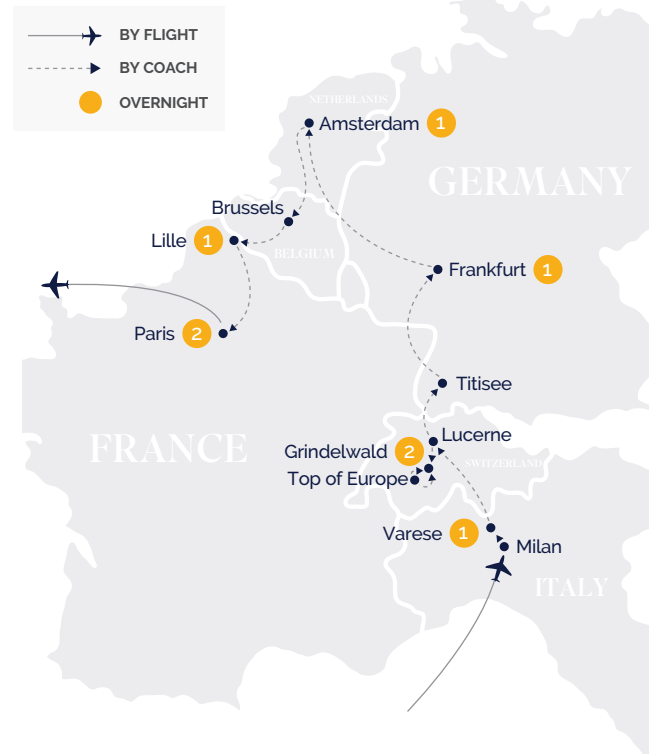 BY FLIGHT
BY COACH
OVERNIGHT
NETHERLANDS
Amsterdam 1
GERMANY
Brussels
Lille 1
BELGIUM
Frankfurt 1
Paris 2
Titisee
Lucerne
FRANCE
Grindelwald 2
SWITZERLAND
Top of Europe
Varese 1
Milan
ITALY